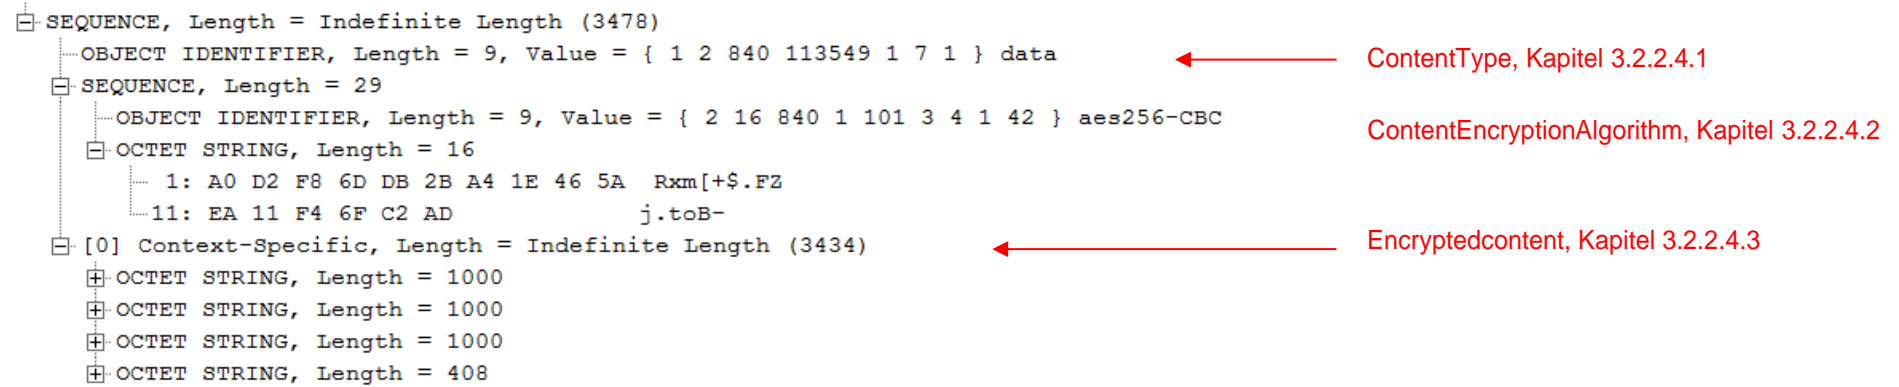 SEQUENCE, Length = Indefinite Length (3478)
OBJECT IDENTIFIER, Length = 9, Value = { 1 2 840 113549 1 7 1 } data
ContentType, Kapitel 3.2.2.4.1
SEQUENCE, Length = 29
OBJECT IDENTIFIER, Length = 9, Value = { 2 16 840 1 101 3 4 1 42 } aes256-CBC
ContentEncryptionAlgorithm, Kapitel 3.2.2.4.2
OCTET STRING, Length = 16
1: A0 D2 F8 6D DB 2B A4 1E 46 5A Rxm[+$.FZ
11: EA 11 F4 6F C2 AD j.toB-
[0] Context-Specific, Length = Indefinite Length (3434)
Encryptedcontent, Kapitel 3.2.2.4.3
OCTET STRING, Length = 1000
OCTET STRING, Length = 1000
OCTET STRING, Length = 1000
OCTET STRING, Length = 408